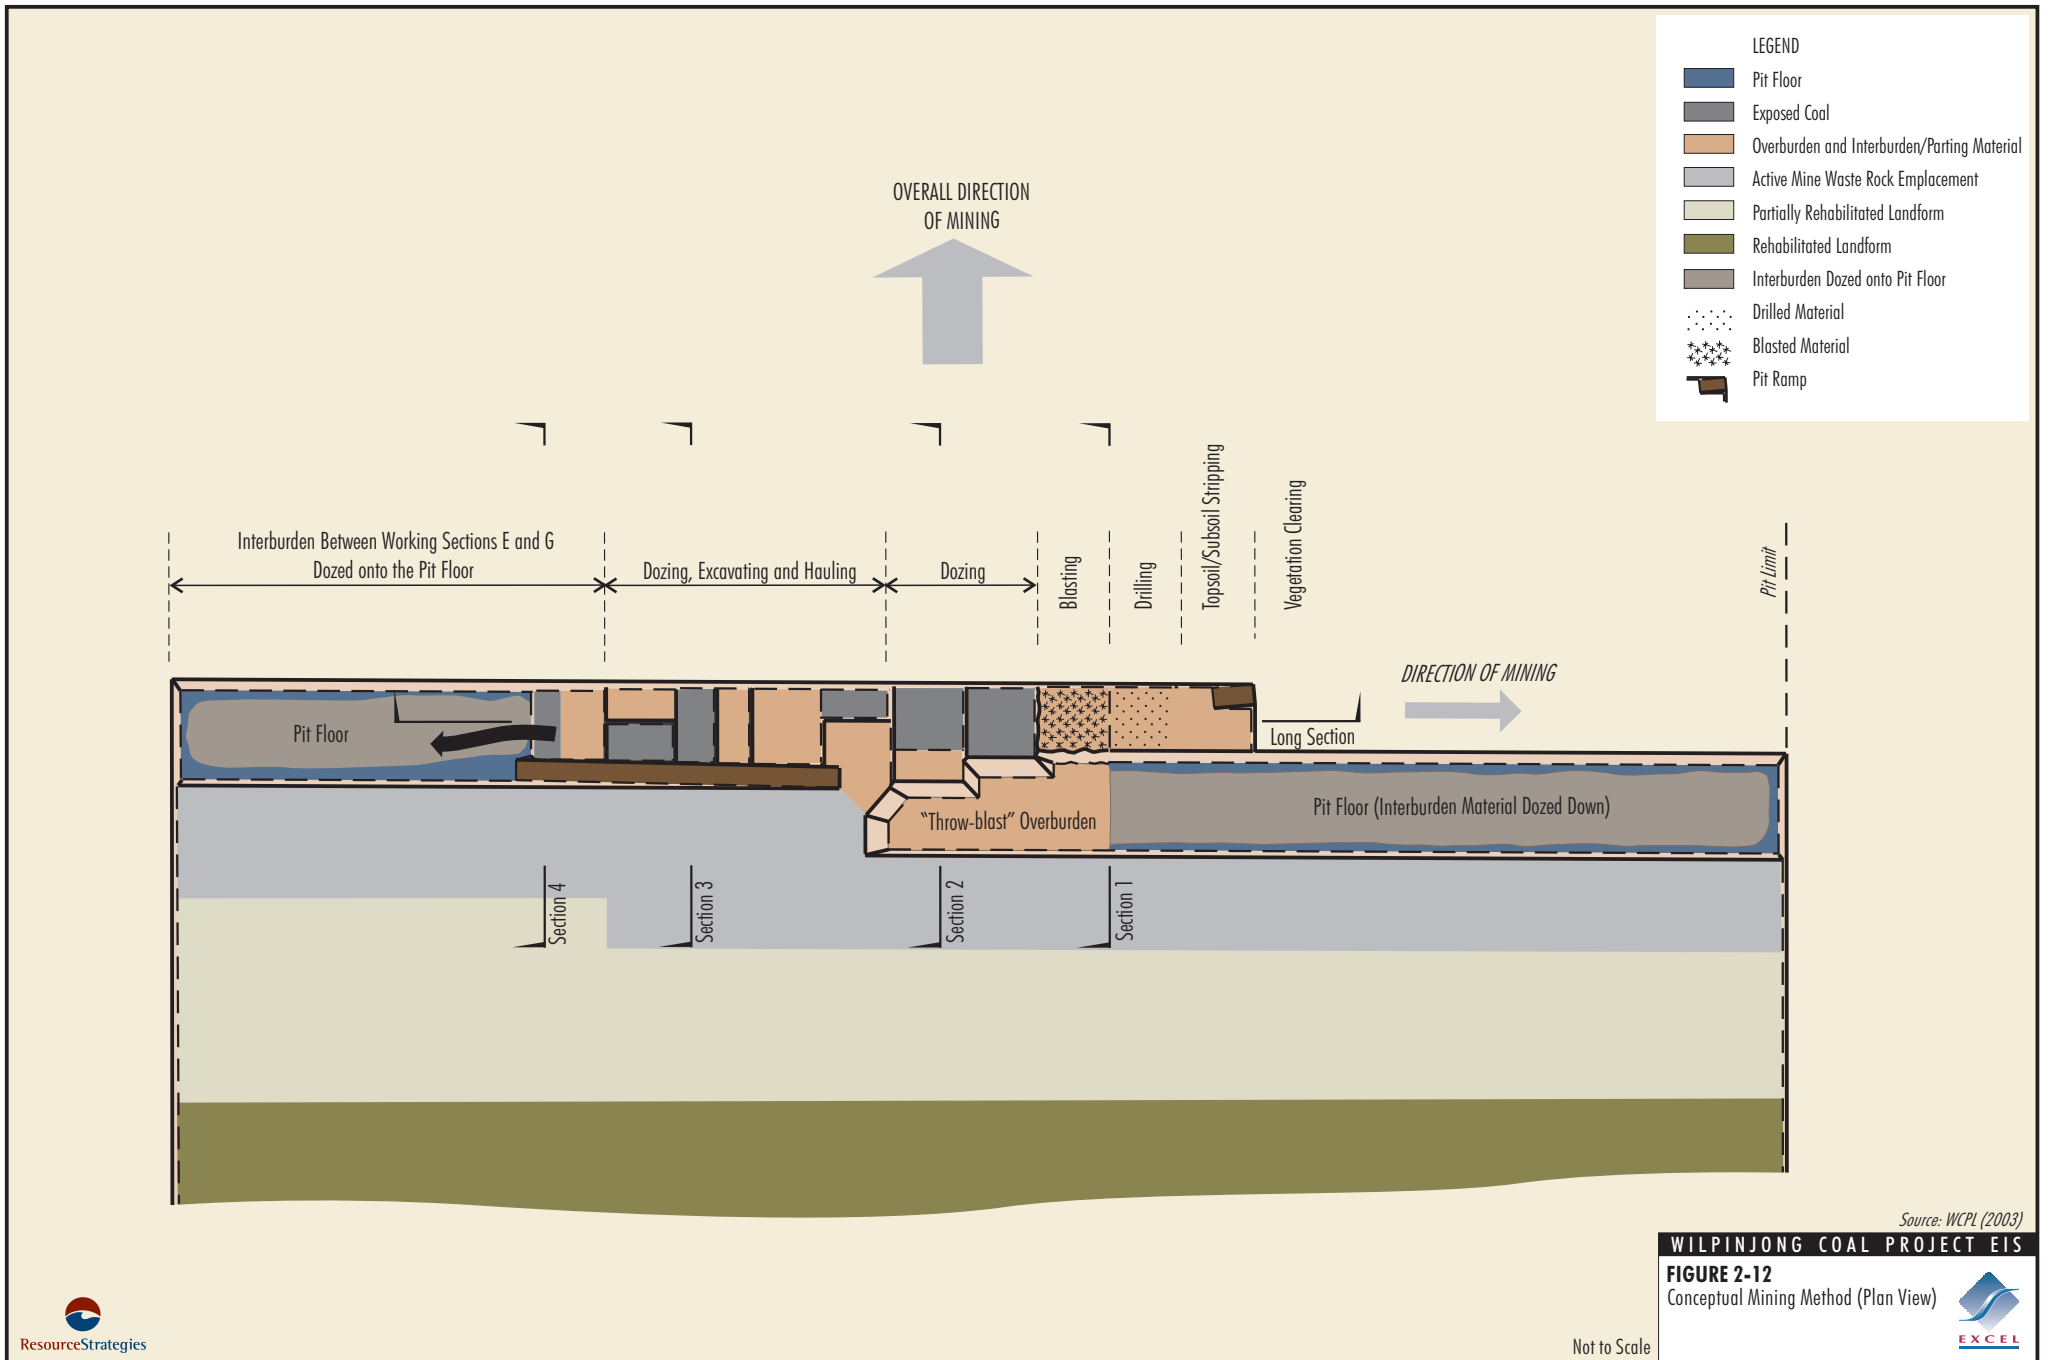 LEGEND
Pit Floor
Exposed Coal
Overburden and Interburden/Parting Material
Active Mine Waste Rock Emplacement
Partially Rehabilitated Landform
Rehabilitated Landform
Interburden Dozed onto Pit Floor
Drilled Material
Blasted Material
Pit Ramp
OVERALL DIRECTION
OF MINING
Interburden Between Working Sections E and G
Dozed onto the Pit Floor
Dozing, Excavating and Hauling
Dozing
Blasting
Drilling
Topsoil/Subsoil Stripping
Vegetation Clearing
Pit Limit
DIRECTION OF MINING
Pit Floor
Long Section
"Throw-blast" Overburden
Pit Floor (Interburden Material Dozed Down)
Section 4
Section 3
Section 2
Section 1
Source: WCPL (2003)
WILPINJONG COAL PROJECT EIS
FIGURE 2-12
Conceptual Mining Method (Plan View)
EXCEL
ResourceStrategies
Not to Scale